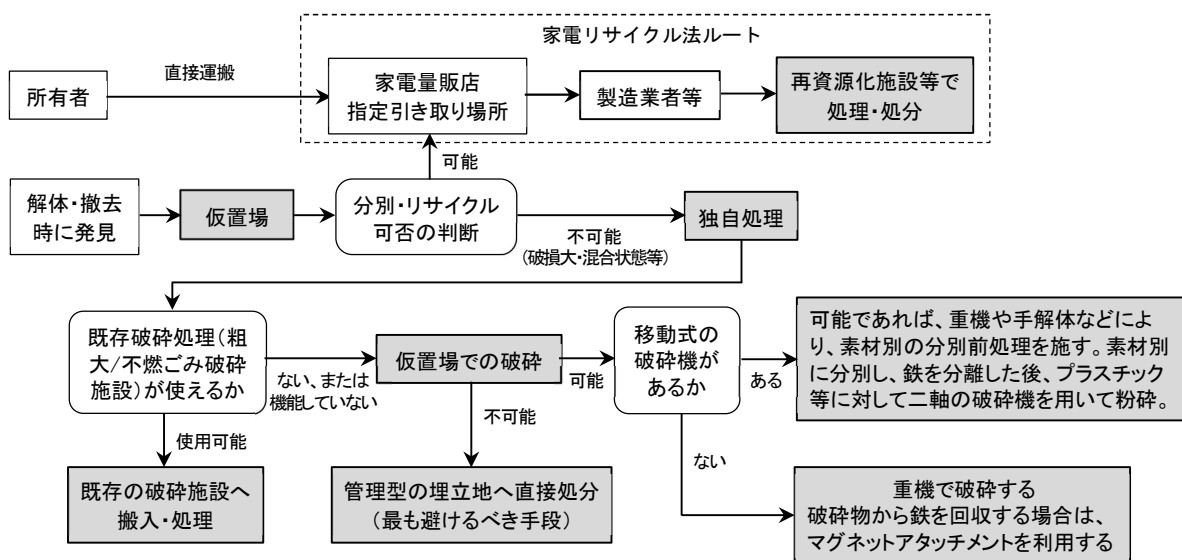 家電リサイクル法ルート
所有者
直接運搬
家電量販店
指定引き取り場所
製造業者等
再資源化施設等で
処理・処分
可能
解体・撤去
時に発見
仮置場
分別・リサイクル
可否の判断
不可能
(破損大・混合状態等)
独自処理
既存破砕処理(粗
大/不燃ごみ破砕
施設)が使えるか
ない、または
機能していない
仮置場での破砕
可能
移動式の
破砕機が
あるか
ある
可能であれば、重機や手解体などによ
り、素材別の分別前処理を施す。素材別
に分別し、鉄を分離した後、プラスチック
等に対して二軸の破砕機を用いて粉砕。
使用可能
不可能
ない
既存の破砕施設へ
搬入・処理
管理型の埋立地へ直接処分
(最も避けるべき手段)
重機で破砕する
破砕物から鉄を回収する場合は、
マグネットアタッチメントを利用する